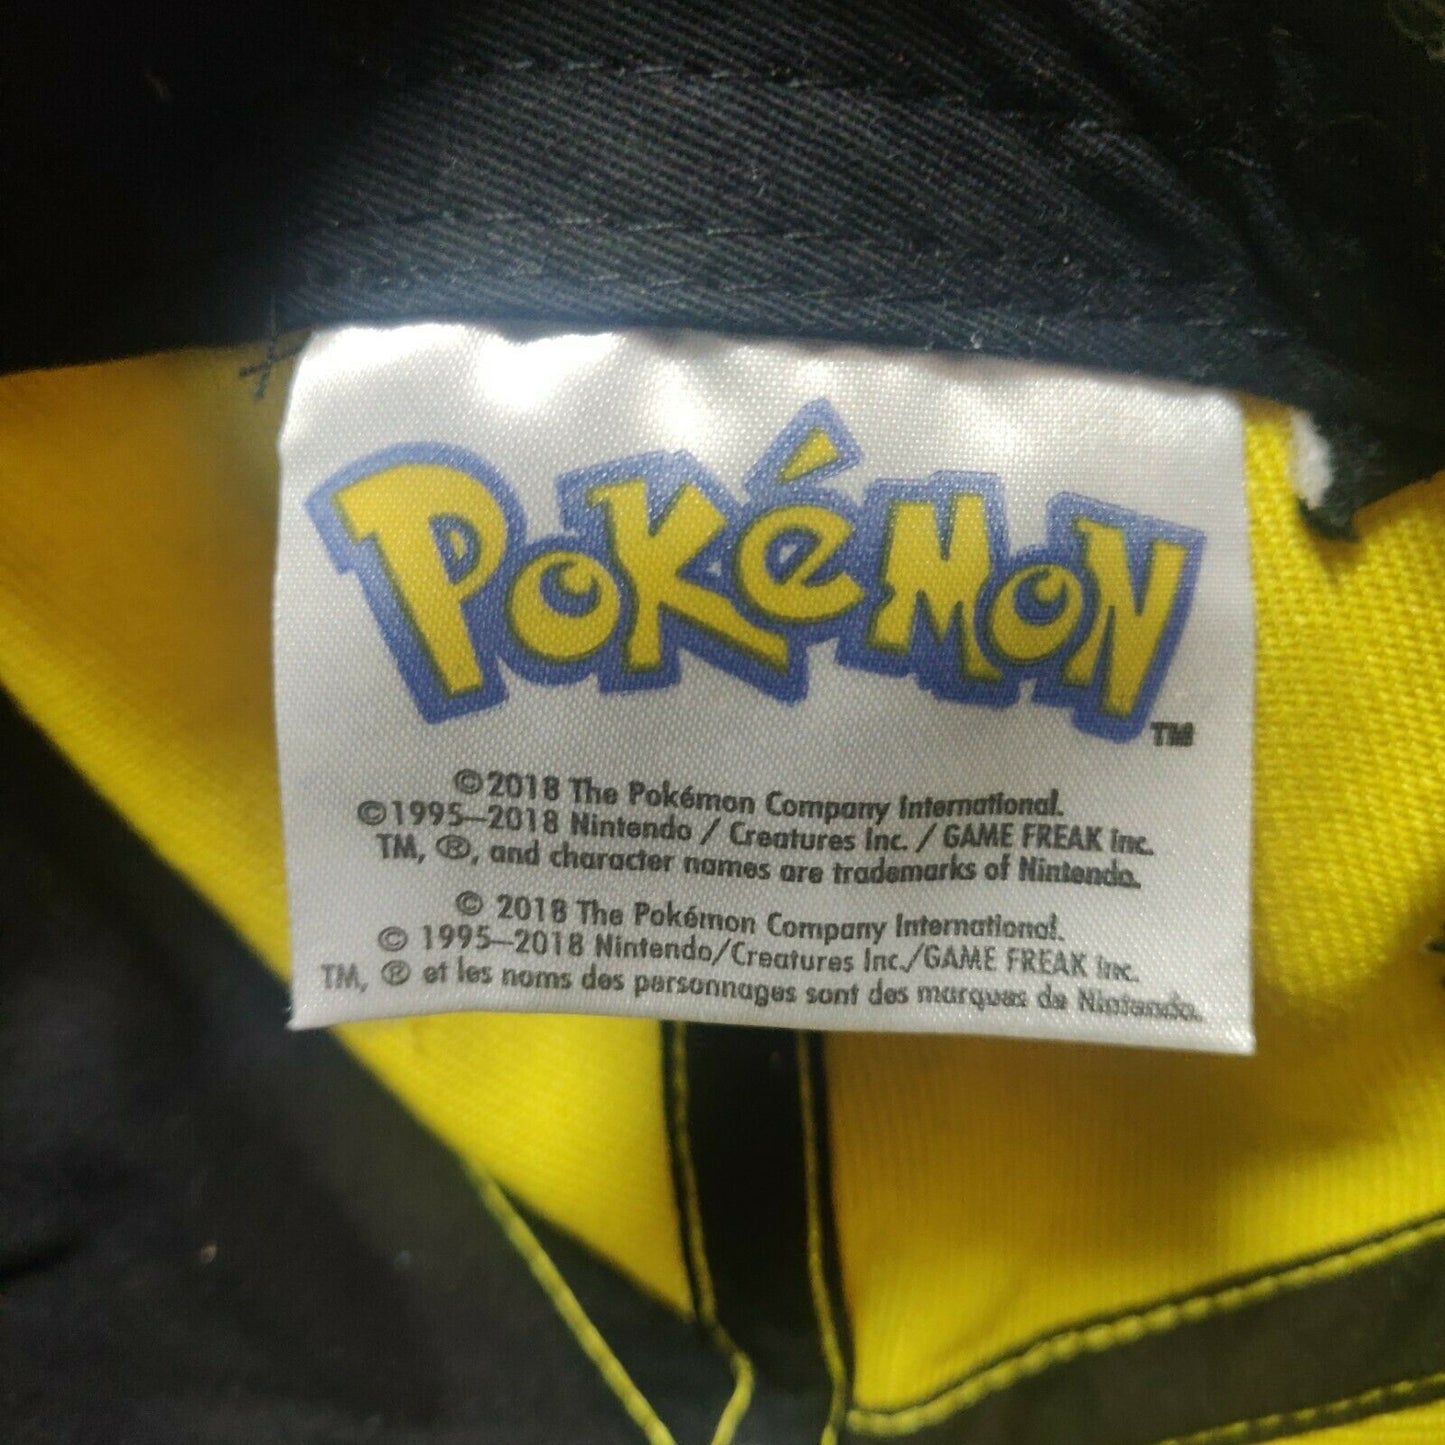 POKéMON TM
©2018 The Pokémon Company International.
©1995–2018 Nintendo / Creatures Inc. / GAME FREAK inc.
TM, ®, and character names are trademarks of Nintendo.
© 2018 The Pokémon Company International.
© 1995–2018 Nintendo/Creatures Inc./GAME FREAK inc.
TM, ® et les noms des personnages sont des marques de Nintendo.